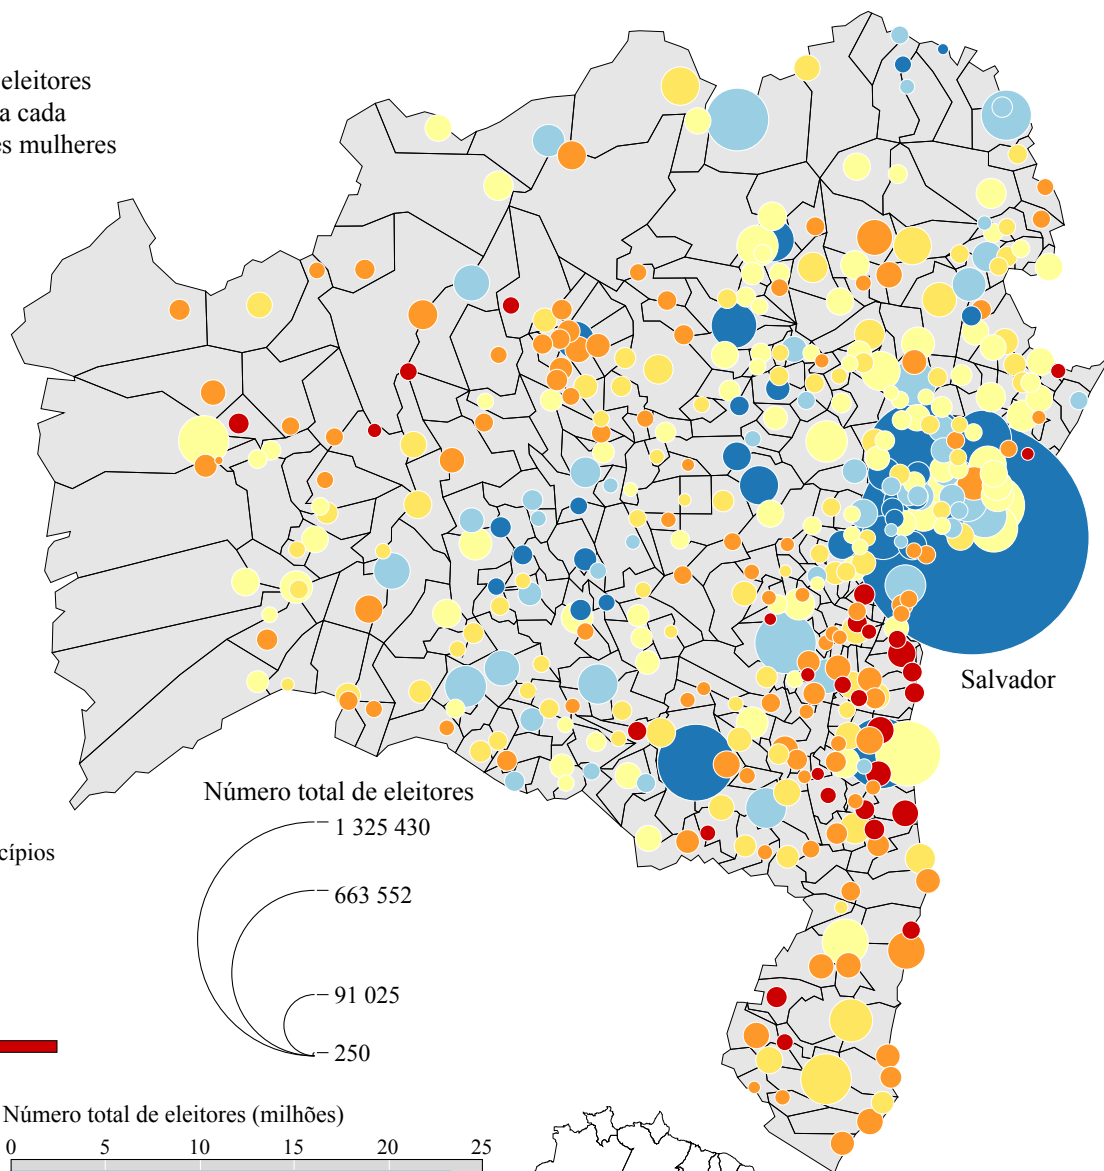 eleitores
a cada
es mulheres
Salvador
Número total de eleitores
1 325 430
663 552
91 025
250
cípios
Número total de eleitores (milhões)
0 5 10 15 20 25